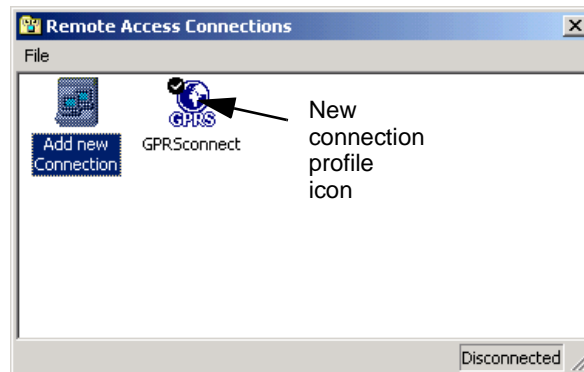 Remote Access Connections
File
GPRS
Add new
Connection
GPRSconnect
New
connection
profile
icon
Disconnected